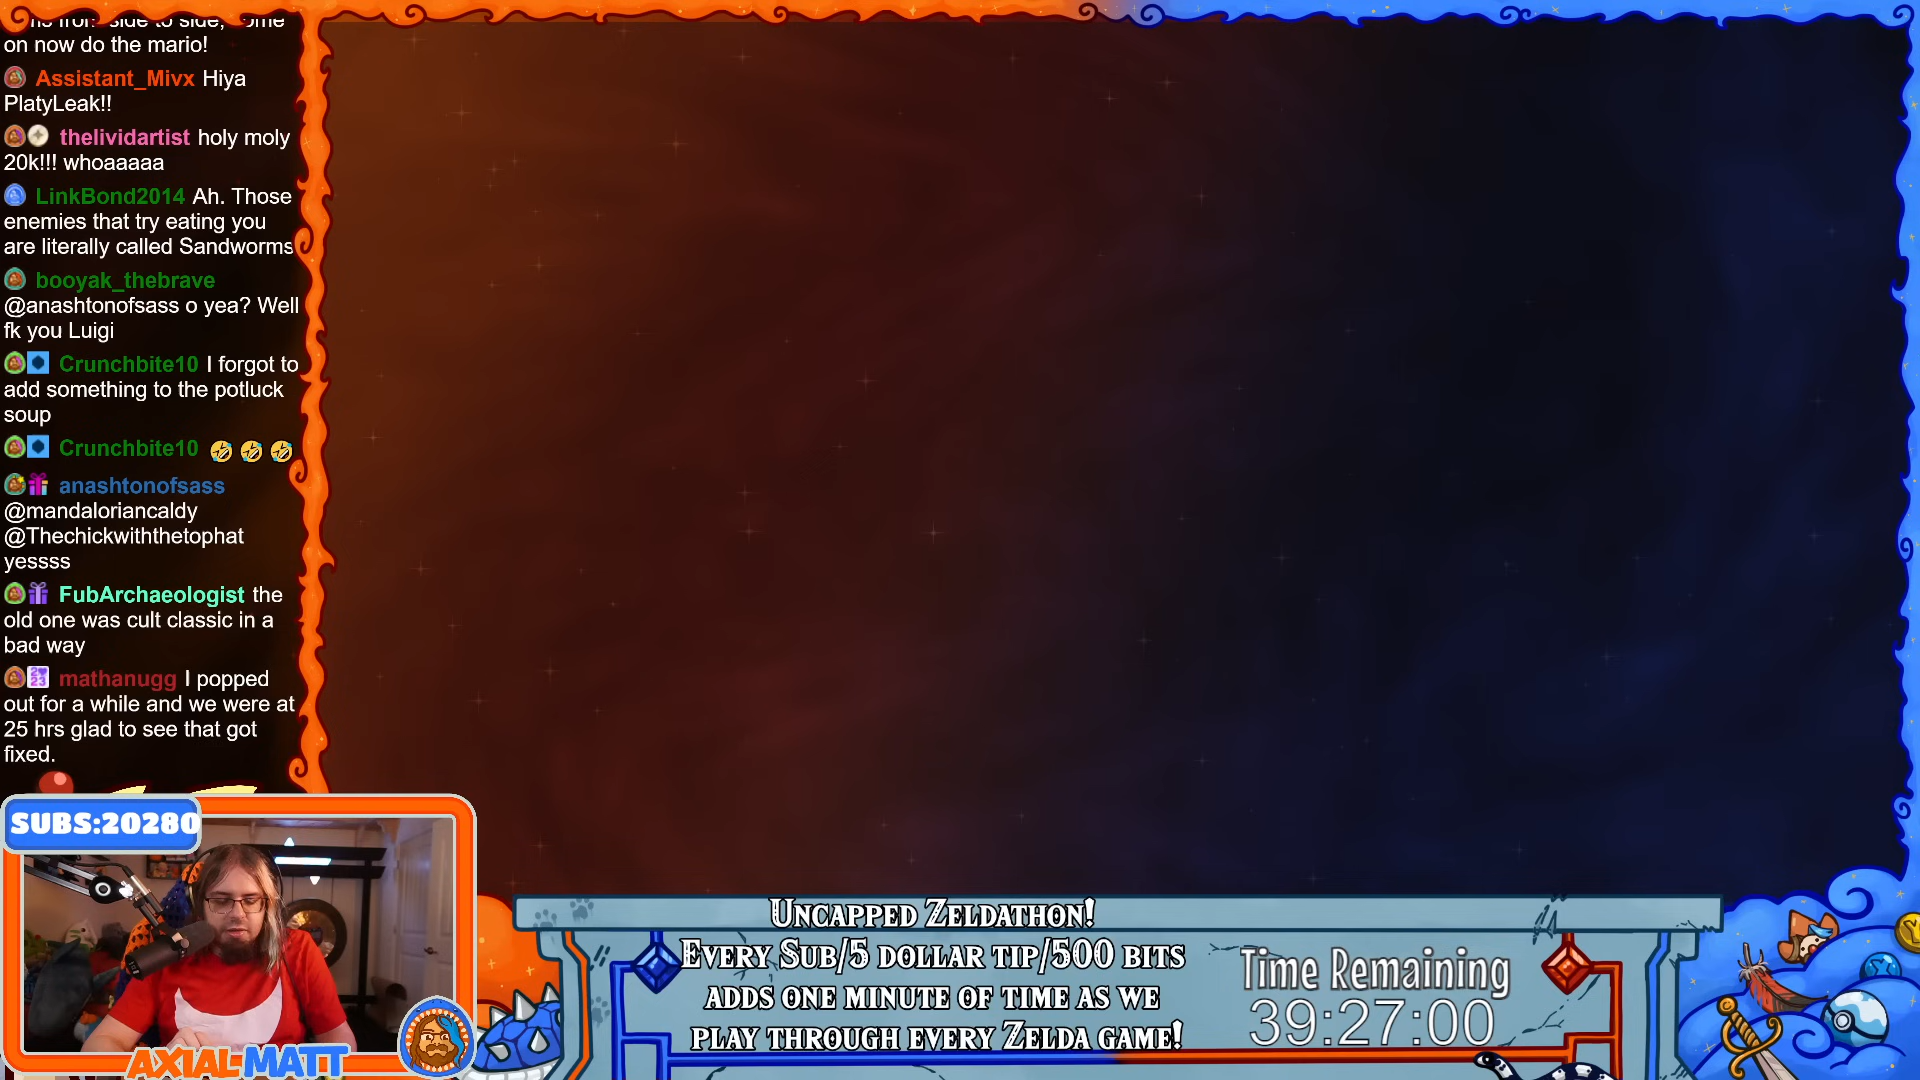 on now do the mario!
Assistant_Mivx Hiya
PlatyLeak!!
thelividartist holy moly
20k!!! whoaaaaa
LinkBond2014 Ah. Those
enemies that try eating you
are literally called Sandworms
booyak_thebrave
@anashtonofsass o yea? Well
fk you Luigi
Crunchbite10 I forgot to
add something to the potluck
soup
Crunchbite10 🤣 🤣 🤣
anashtonofsass
@mandaloriancaldy
@Thechickwiththetophat
yessss
FubArchaeologist the
old one was cult classic in a
bad way
mathanugg I popped
out for a while and we were at
25 hrs glad to see that got
fixed.
SUBS:20280
AXIALMATT
Uncapped Zeldathon!
Every Sub/5 dollar tip/500 bits
adds one minute of time as we
play through every Zelda game!
Time Remaining
39:27:00